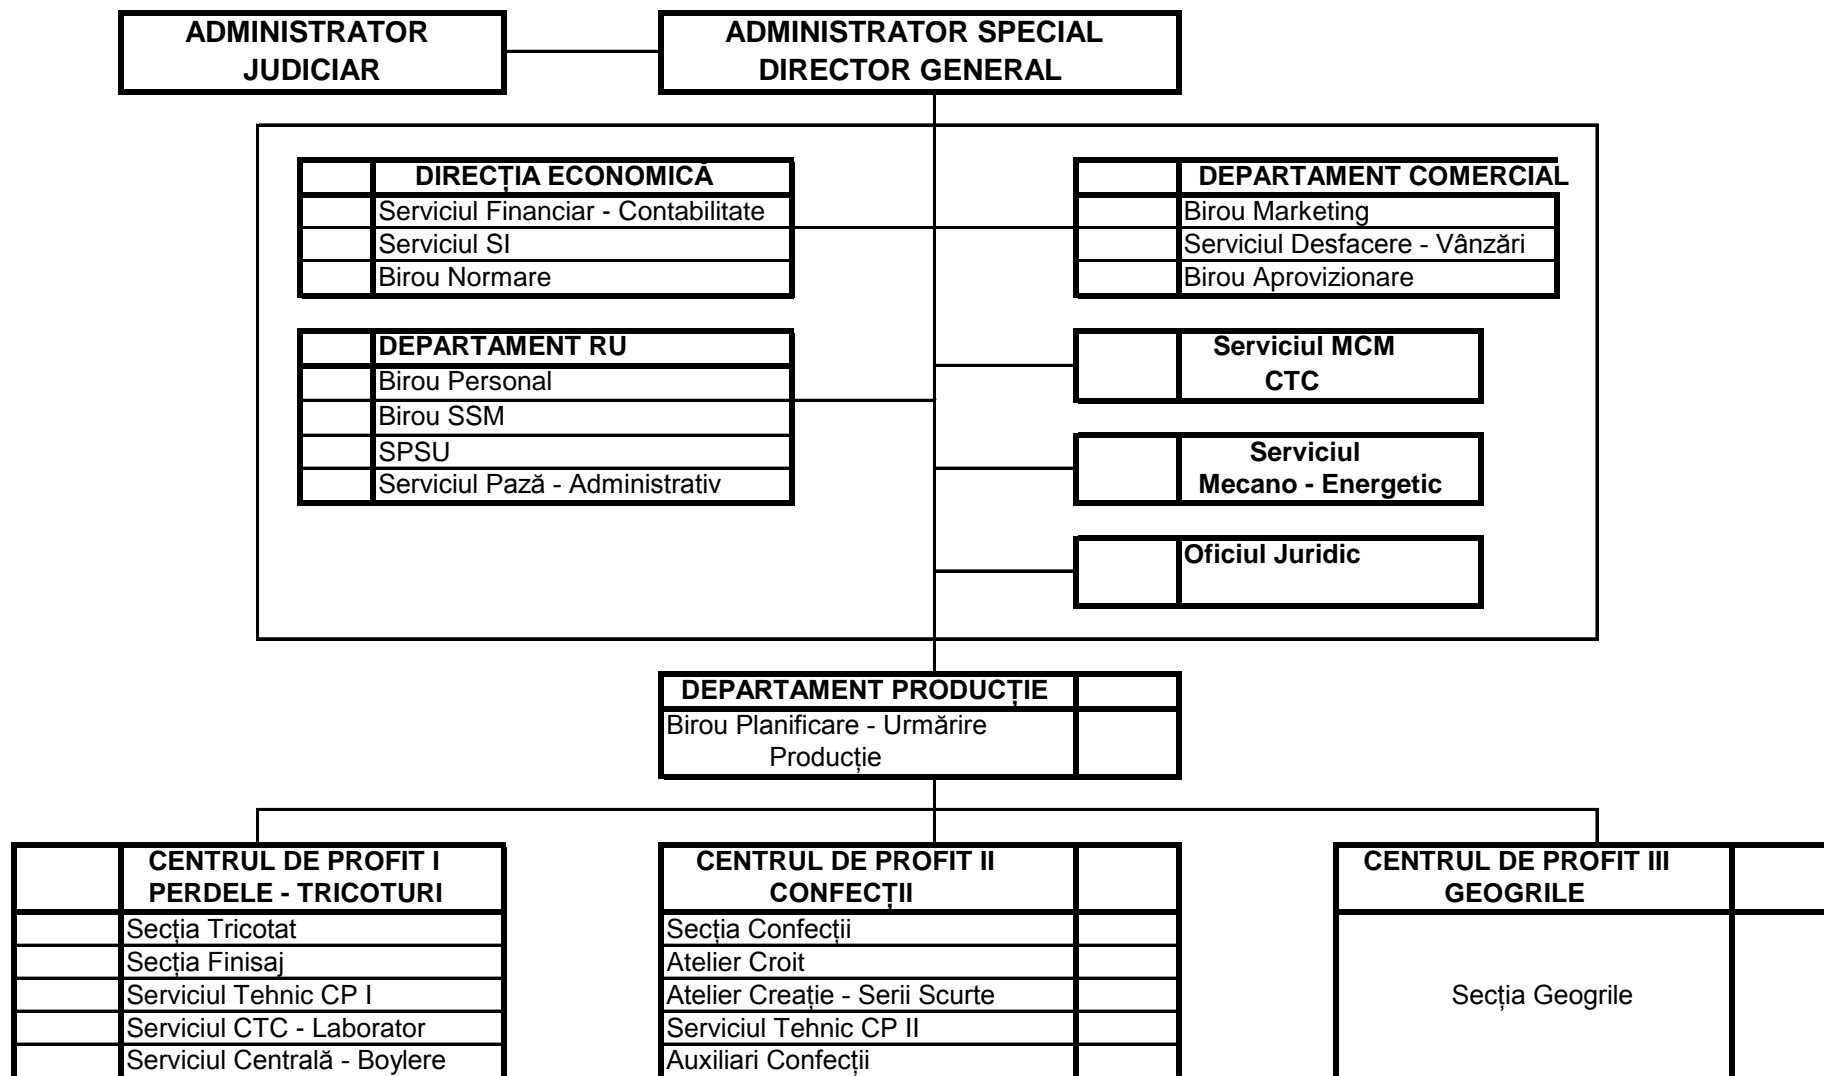 ADMINISTRATOR
JUDICIAR
ADMINISTRATOR SPECIAL
DIRECTOR GENERAL
DIRECȚIA ECONOMICĂ
Serviciul Financiar - Contabilitate
Serviciul SI
Birou Normare
DEPARTAMENT COMERCIAL
Birou Marketing
Serviciul Desfacere - Vânzări
Birou Aprovizionare
DEPARTAMENT RU
Birou Personal
Birou SSM
SPSU
Serviciul Pază - Administrativ
Serviciul MCM
CTC
Serviciul
Mecano - Energetic
Oficiul Juridic
DEPARTAMENT PRODUCȚIE
Birou Planificare - Urmărire
Producție
CENTRUL DE PROFIT I
PERDELE - TRICOTURI
Secția Tricotat
Secția Finisaj
Serviciul Tehnic CP I
Serviciul CTC - Laborator
Serviciul Centrală - Boylere
CENTRUL DE PROFIT II
CONFECȚII
Secția Confecții
Atelier Croit
Atelier Creație - Serii Scurte
Serviciul Tehnic CP II
Auxiliari Confecții
CENTRUL DE PROFIT III
GEOGRILE
Secția Geogrile